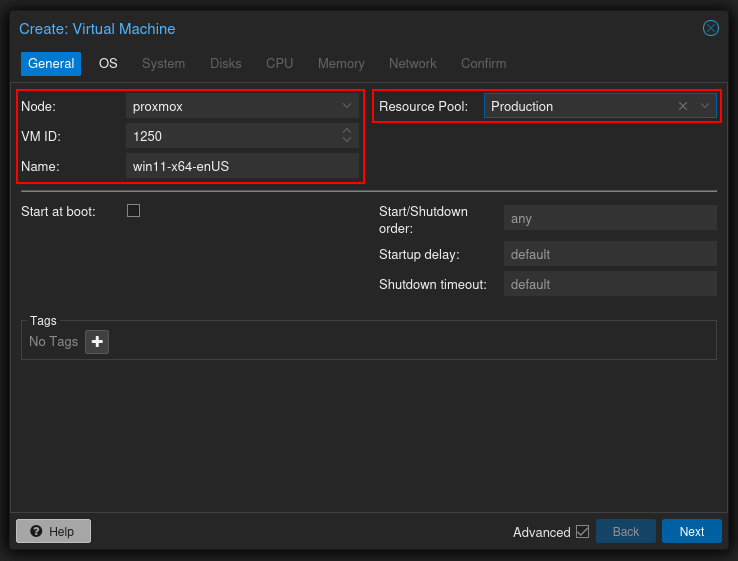 Create: Virtual Machine
General OS System Disks CPU Memory Network Confirm
Node: proxmox
Resource Pool: Production
VM ID: 1250
Name: win11-x64-enUS
Start at boot:
Start/Shutdown
order: any
Startup delay: default
Shutdown timeout: default
Tags
No Tags
Help
Advanced
Back
Next